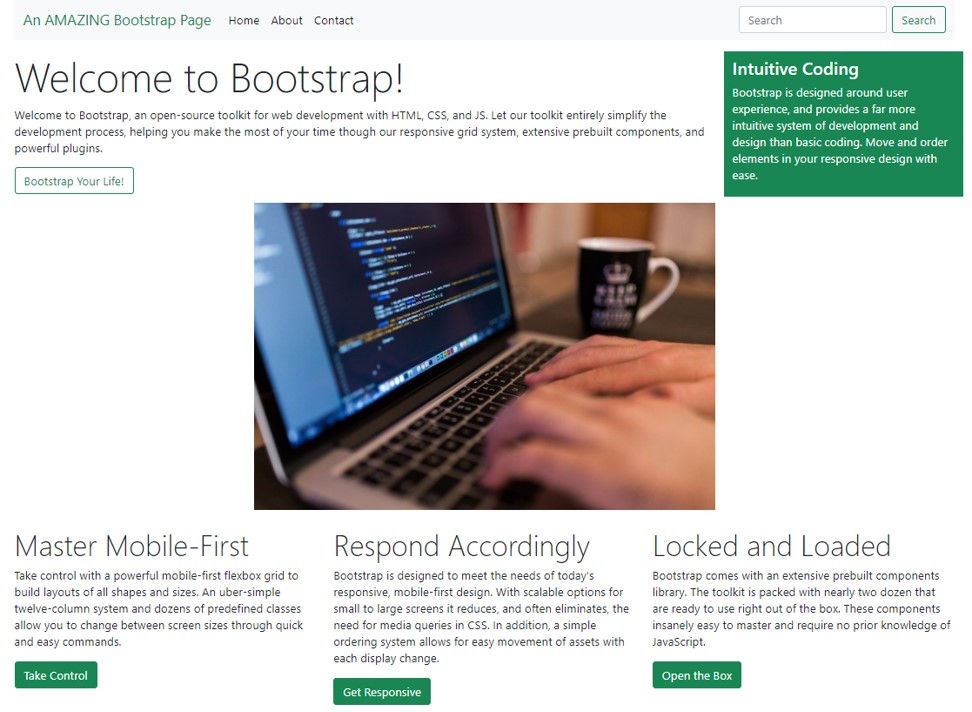 An AMAZING Bootstrap Page Home About Contact Search Search
Welcome to Bootstrap!
Welcome to Bootstrap, an open-source toolkit for web development with HTML, CSS, and JS. Let our toolkit entirely simplify the
development process, helping you make the most of your time though our responsive grid system, extensive prebuilt components, and
powerful plugins.
Bootstrap Your Life!
Intuitive Coding
Bootstrap is designed around user
experience, and provides a far more
intuitive system of development and
design than basic coding. Move and order
elements in your responsive design with
ease.
Master Mobile-First
Take control with a powerful mobile-first flexbox grid to
build layouts of all shapes and sizes. An uber-simple
twelve-column system and dozens of predefined classes
allow you to change between screen sizes through quick
and easy commands.
Take Control
Respond Accordingly
Bootstrap is designed to meet the needs of today's
responsive, mobile-first design. With scalable options for
small to large screens it reduces, and often eliminates, the
need for media queries in CSS. In addition, a simple
ordering system allows for easy movement of assets with
each display change.
Get Responsive
Locked and Loaded
Bootstrap comes with an extensive prebuilt components
library. The toolkit is packed with nearly two dozen that
are ready to use right out of the box. These components
insanely easy to master and require no prior knowledge of
JavaScript.
Open the Box